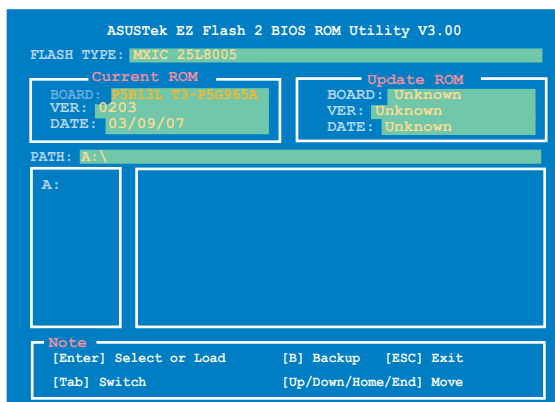 ASUSTek EZ Flash 2 BIOS ROM Utility V3.00
FLASH TYPE: MXIC 25L8005
Current ROM
BOARD: P5B13L T3-P5G965A
VER: 0203
DATE: 03/09/07
Update ROM
BOARD: Unknown
VER: Unknown
DATE: Unknown
PATH: A:\
A:
Note
[Enter] Select or Load [B] Backup [ESC] Exit
[Tab] Switch [Up/Down/Home/End] Move